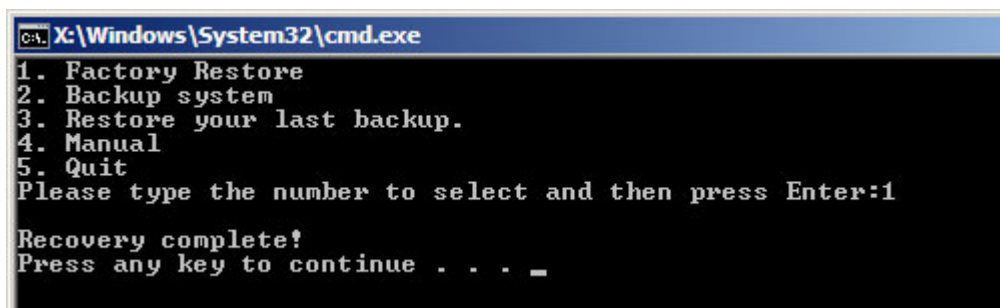 X:\Windows\System32\cmd.exe
1. Factory Restore
2. Backup system
3. Restore your last backup.
4. Manual
5. Quit
Please type the number to select and then press Enter:1
Recovery complete!
Press any key to continue . . . _